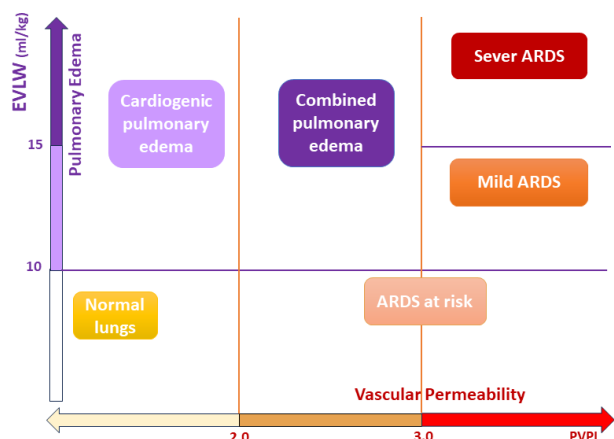 EVLW (ml/kg)
Pulmonary Edema
15
10
Cardiogenic
pulmonary
edema
Combined
pulmonary
edema
Sever ARDS
Mild ARDS
Normal
lungs
ARDS at risk
Vascular Permeability
2.0
3.0
PVPI